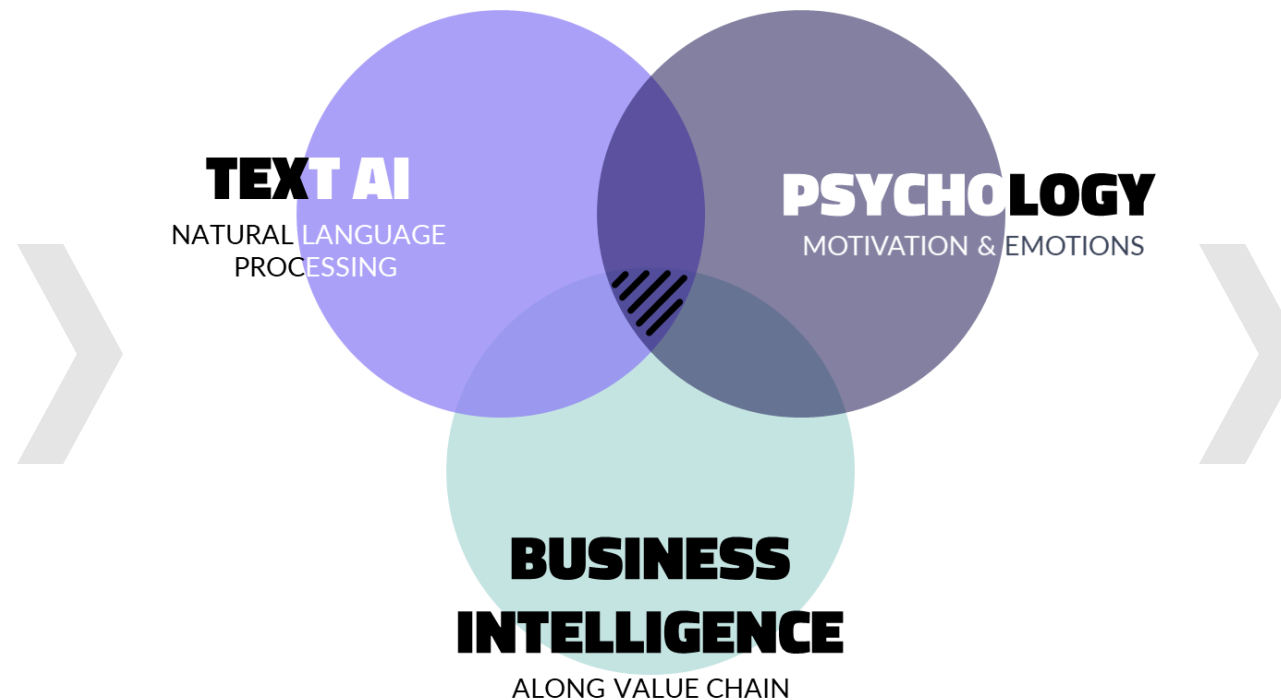 TEXT AI
NATURAL LANGUAGE
PROCESSING
PSYCHOLOGY
MOTIVATION & EMOTIONS
BUSINESS
INTELLIGENCE
ALONG VALUE CHAIN